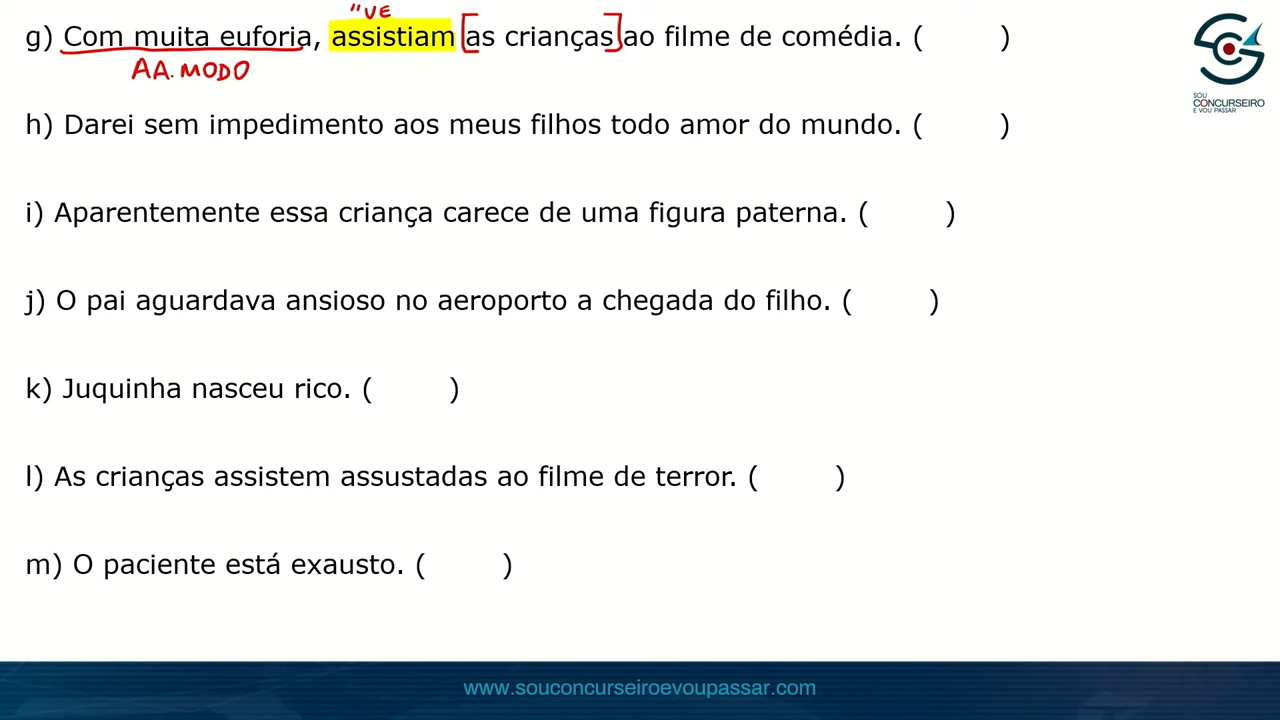 "VE
g) Com muita euforia, assistiam [as crianças] ao filme de comédia. ( )
AA. MODO
h) Darei sem impedimento aos meus filhos todo amor do mundo. ( )
i) Aparentemente essa criança carece de uma figura paterna. ( )
j) O pai aguardava ansioso no aeroporto a chegada do filho. ( )
k) Juquinha nasceu rico. ( )
l) As crianças assistem assustadas ao filme de terror. ( )
m) O paciente está exausto. ( )
SOU
CONCURSEIRO
E VOU PASSAR
www.souconcurseiroevoupassar.com